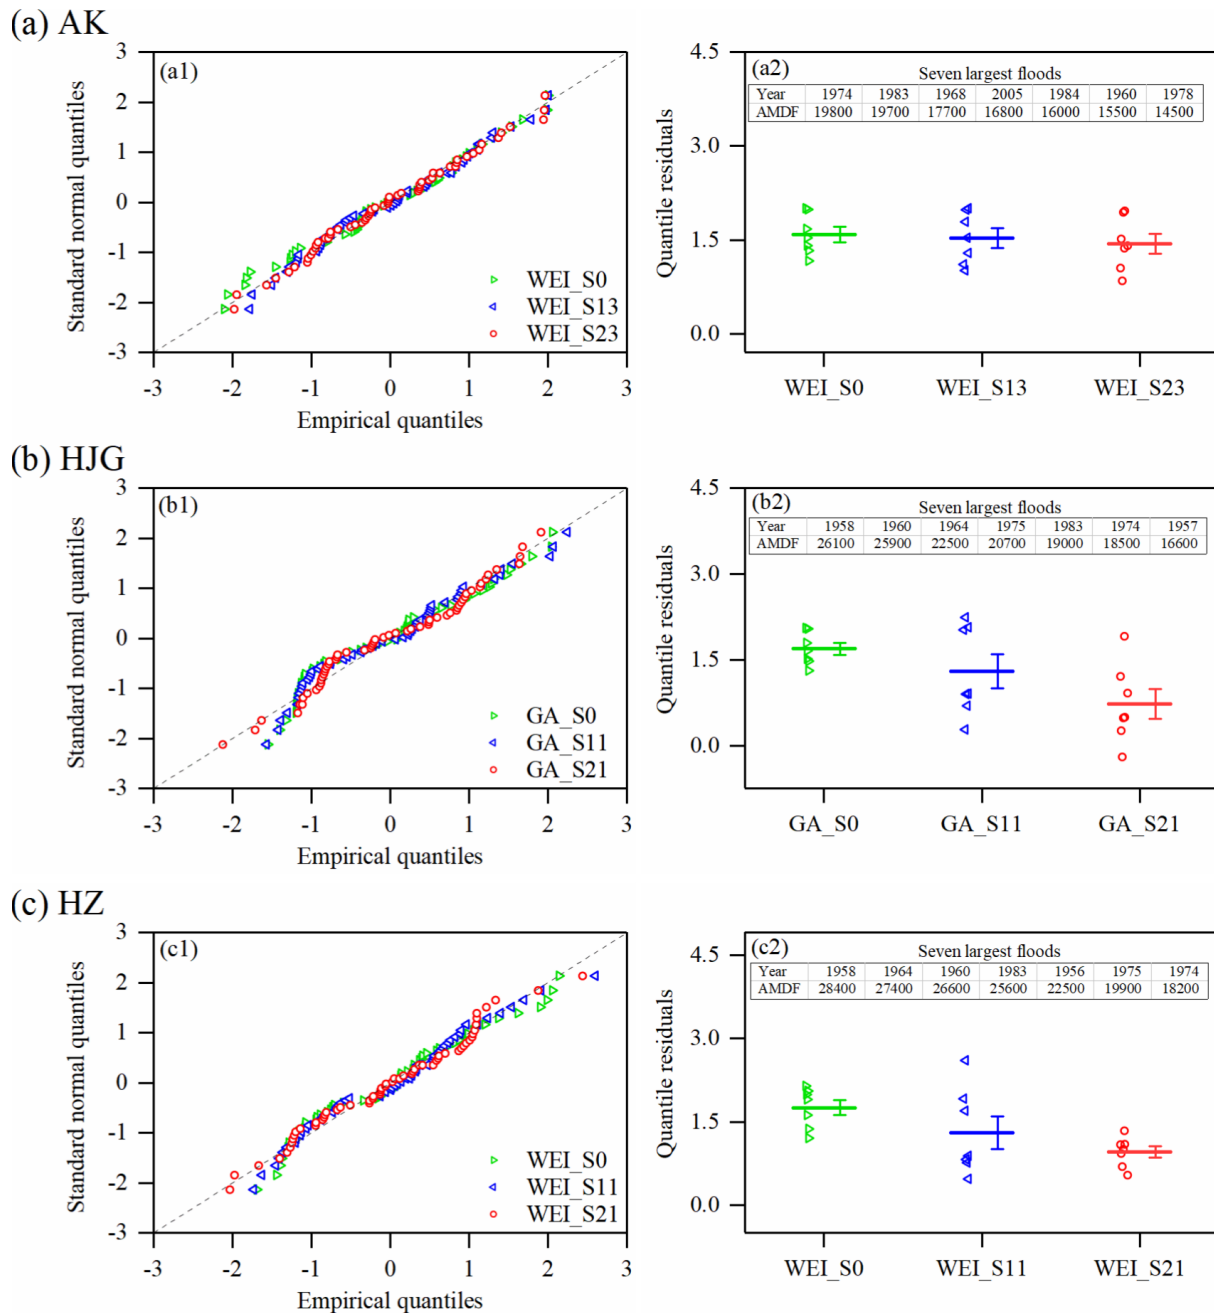 (a) AK
(a1)
3
2
1
0
-1
-2
-3
Standard normal quantiles
WEI_S0
WEI_S13
WEI_S23
-3 -2 -1 0 1 2 3
Empirical quantiles
(a2)
4.5
3.0
1.5
0.0
Quantile residuals
Seven largest floods
Year 1974 1983 1968 2005 1984 1960 1978
AMDF 19800 19700 17700 16800 16000 15500 14500
WEI_S0 WEI_S13 WEI_S23
(b) HJG
(b1)
3
2
1
0
-1
-2
-3
Standard normal quantiles
GA_S0
GA_S11
GA_S21
-3 -2 -1 0 1 2 3
Empirical quantiles
(b2)
4.5
3.0
1.5
0.0
Quantile residuals
Seven largest floods
Year 1958 1960 1964 1975 1983 1974 1957
AMDF 26100 25900 22500 20700 19000 18500 16600
GA_S0 GA_S11 GA_S21
(c) HZ
(c1)
3
2
1
0
-1
-2
-3
Standard normal quantiles
WEI_S0
WEI_S11
WEI_S21
-3 -2 -1 0 1 2 3
Empirical quantiles
(c2)
4.5
3.0
1.5
0.0
Quantile residuals
Seven largest floods
Year 1958 1964 1960 1983 1956 1975 1974
AMDF 28400 27400 26600 25600 22500 19900 18200
WEI_S0 WEI_S11 WEI_S21